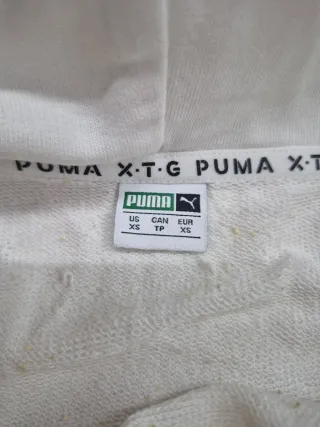 PUMA X·T·G PUMA X·T
PUMA
US CAN EUR
XS TP XS